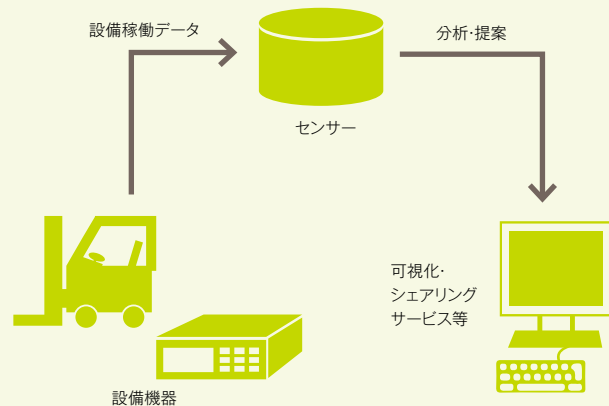 設備稼働データ
分析・提案
センサー
可視化・
シェアリング
サービス等
設備機器